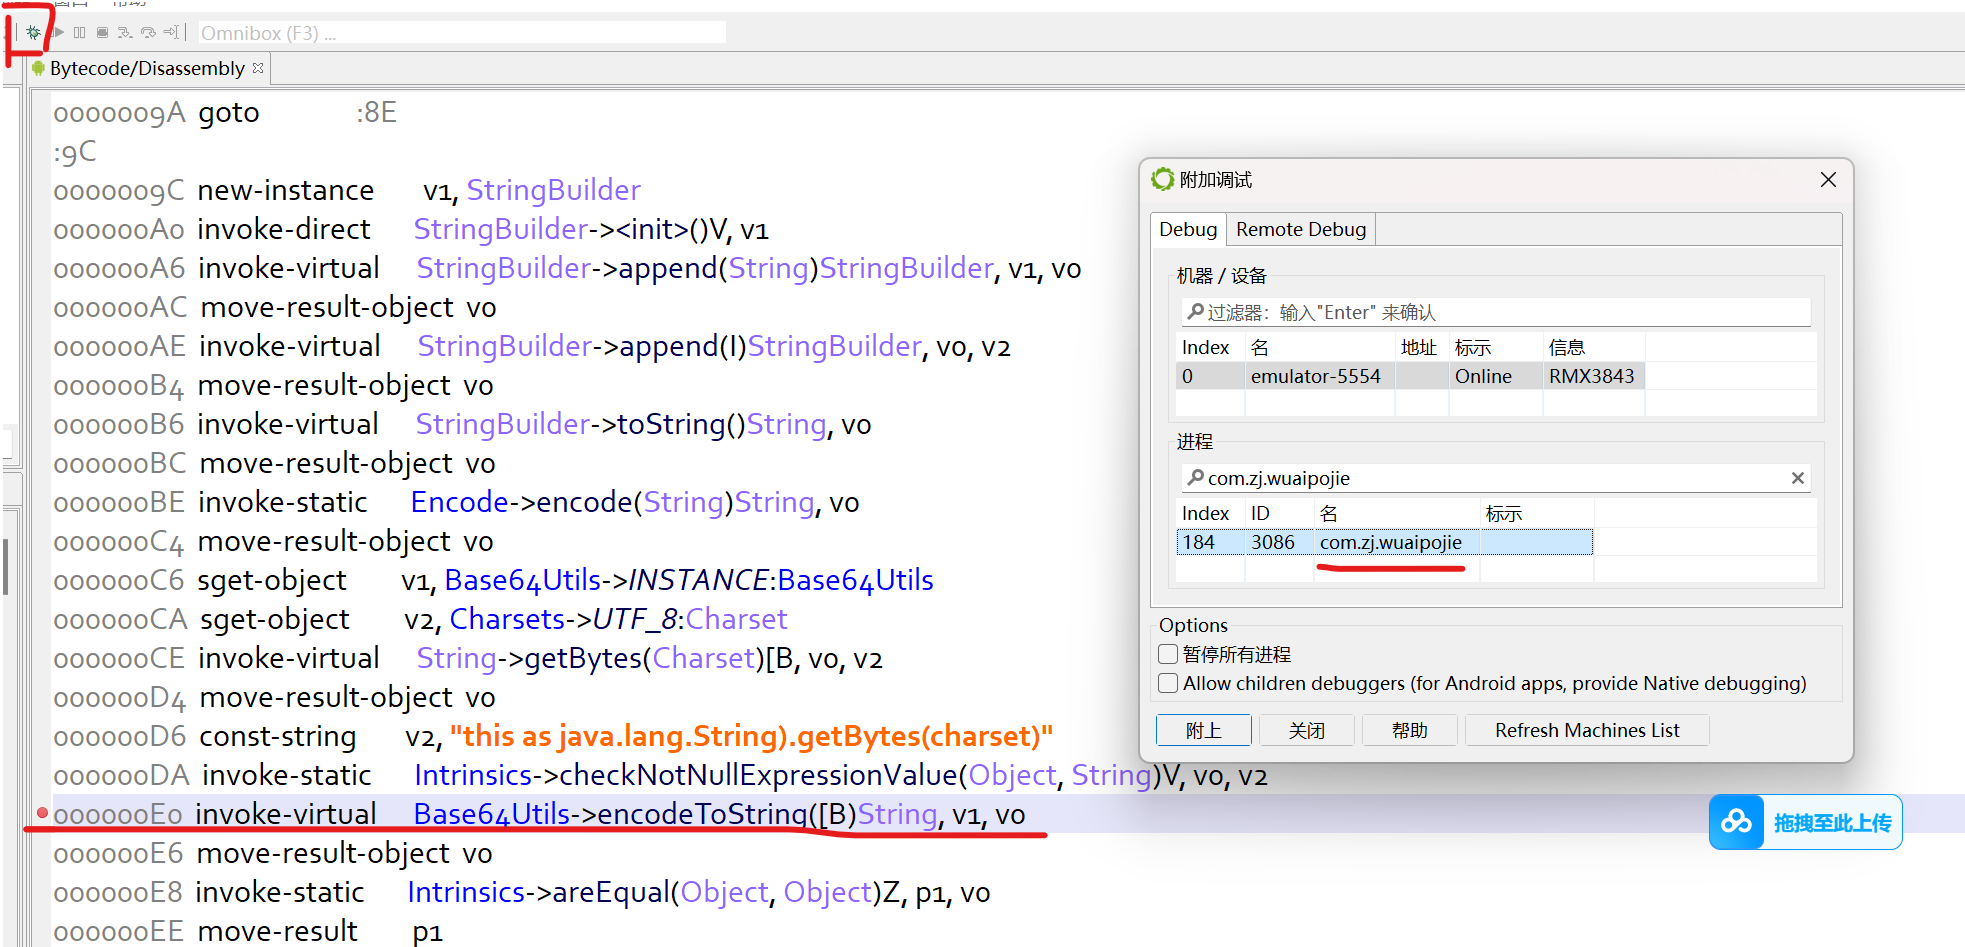 Omnibox (F3) ...
Bytecode/Disassembly
0000009A goto :8E
:9C
0000009C new-instance v1, StringBuilder
000000A0 invoke-direct StringBuilder-><init>()V, v1
000000A6 invoke-virtual StringBuilder->append(String)StringBuilder, v1, v0
000000AC move-result-object v0
000000AE invoke-virtual StringBuilder->append(I)StringBuilder, v0, v2
000000B4 move-result-object v0
000000B6 invoke-virtual StringBuilder->toString()String, v0
000000BC move-result-object v0
000000BE invoke-static Encode->encode(String)String, v0
000000C4 move-result-object v0
000000C6 sget-object v1, Base64Utils->INSTANCE:Base64Utils
000000CA sget-object v2, Charsets->UTF_8:Charset
000000CE invoke-virtual String->getBytes(Charset)[B, v0, v2
000000D4 move-result-object v0
000000D6 const-string v2, "this as java.lang.String).getBytes(charset)"
000000DA invoke-static Intrinsics->checkNotNullExpressionValue(Object, String)V, v0, v2
000000E0 invoke-virtual Base64Utils->encodeToString([B)String, v1, v0
000000E6 move-result-object v0
000000E8 invoke-static Intrinsics->areEqual(Object, Object)Z, p1, v0
000000EE move-result p1
附加调试
Debug Remote Debug
机器 / 设备
过滤器：输入"Enter" 来确认
Index 名 地址 标示 信息
0 emulator-5554 Online RMX3843
进程
com.zj.wuaipojie
Index ID 名 标示
184 3086 com.zj.wuaipojie
Options
暂停所有进程
Allow children debuggers (for Android apps, provide Native debugging)
附上 关闭 帮助 Refresh Machines List
拖拽至此上传